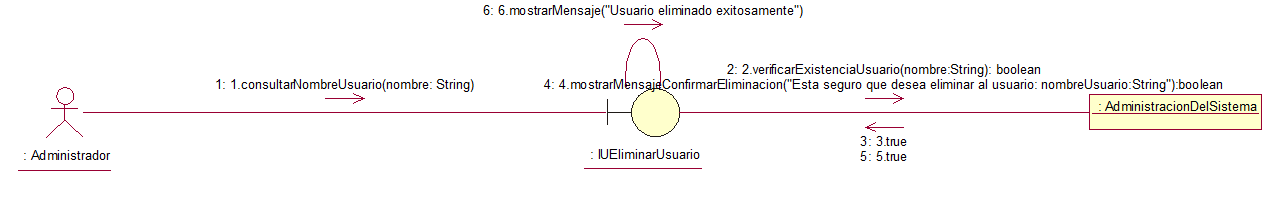 6: 6.mostrarMensaje("Usuario eliminado exitosamente")
2: 2.verificarExistenciaUsuario(nombre:String): boolean
1: 1.consultarNombreUsuario(nombre: String)
4: 4.mostrarMensajeConfirmarEliminacion("Esta seguro que desea eliminar al usuario: nombreUsuario:String"):boolean
: AdministracionDelSistema
3: 3.true
5: 5.true
: Administrador
: IUEliminarUsuario